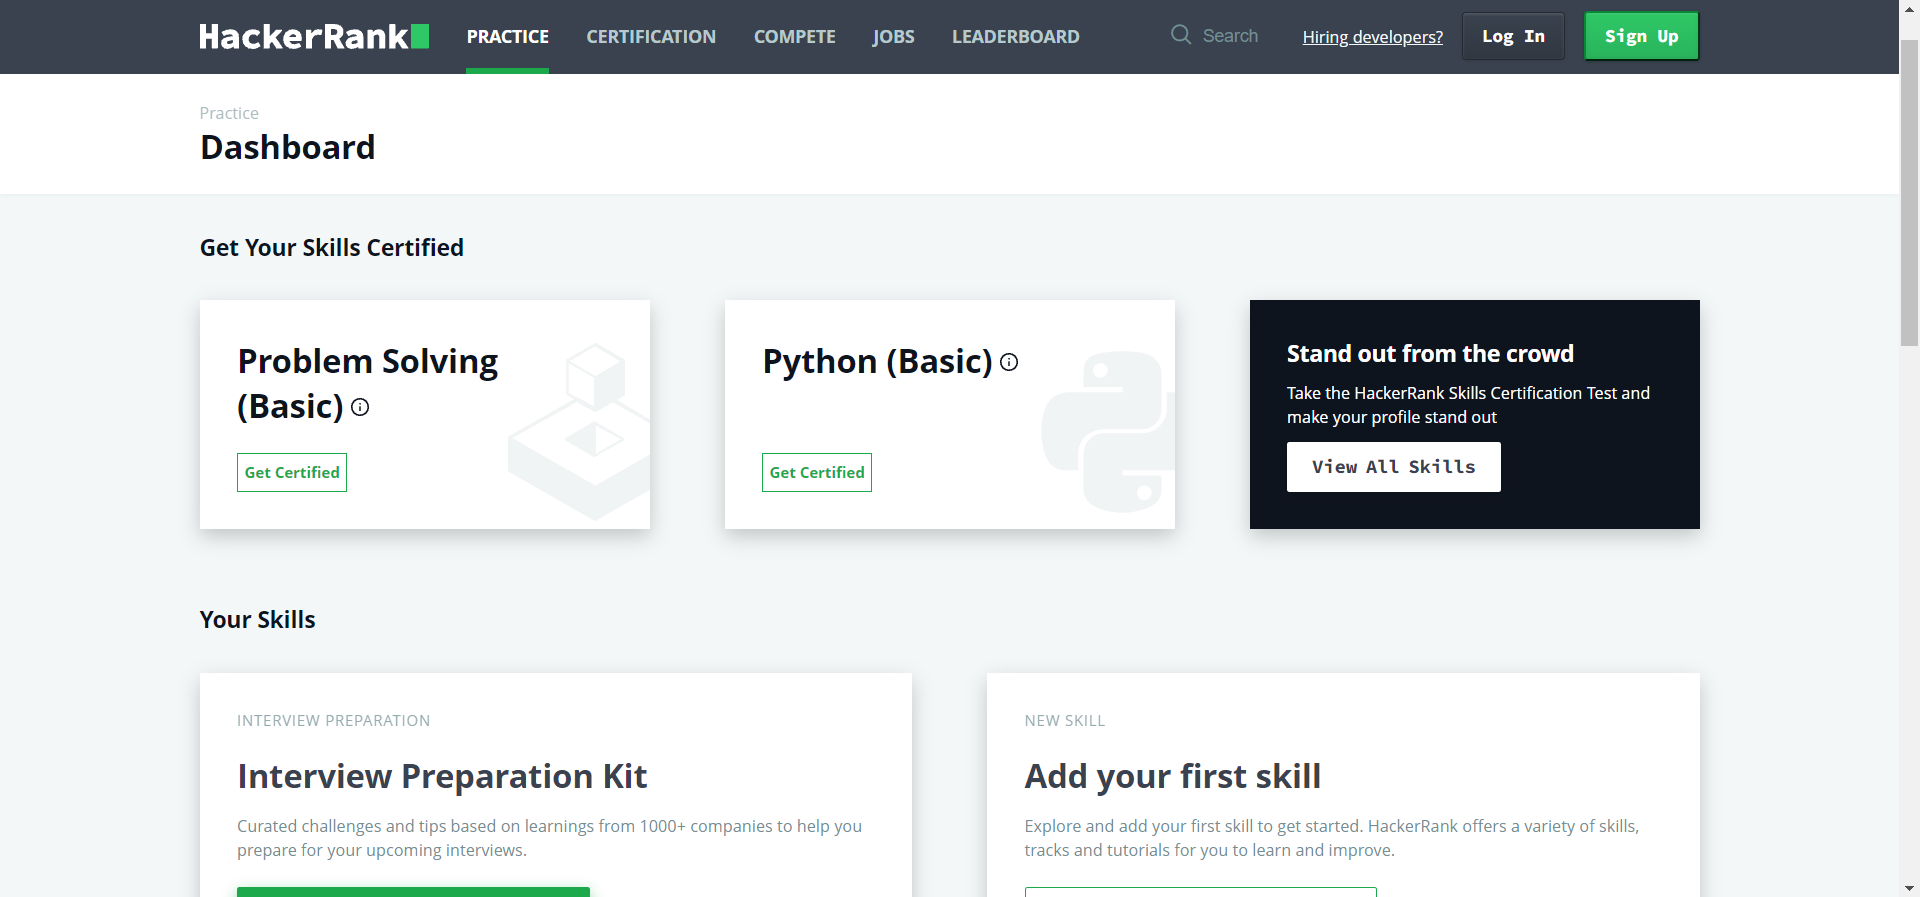 HackerRank PRACTICE CERTIFICATION COMPETE JOBS LEADERBOARD Search Hiring developers? Log In Sign Up
Practice
Dashboard
Get Your Skills Certified
Problem Solving
(Basic)
Get Certified
Python (Basic)
Get Certified
Stand out from the crowd
Take the HackerRank Skills Certification Test and
make your profile stand out
View All Skills
Your Skills
INTERVIEW PREPARATION
Interview Preparation Kit
Curated challenges and tips based on learnings from 1000+ companies to help you
prepare for your upcoming interviews.
NEW SKILL
Add your first skill
Explore and add your first skill to get started. HackerRank offers a variety of skills,
tracks and tutorials for you to learn and improve.